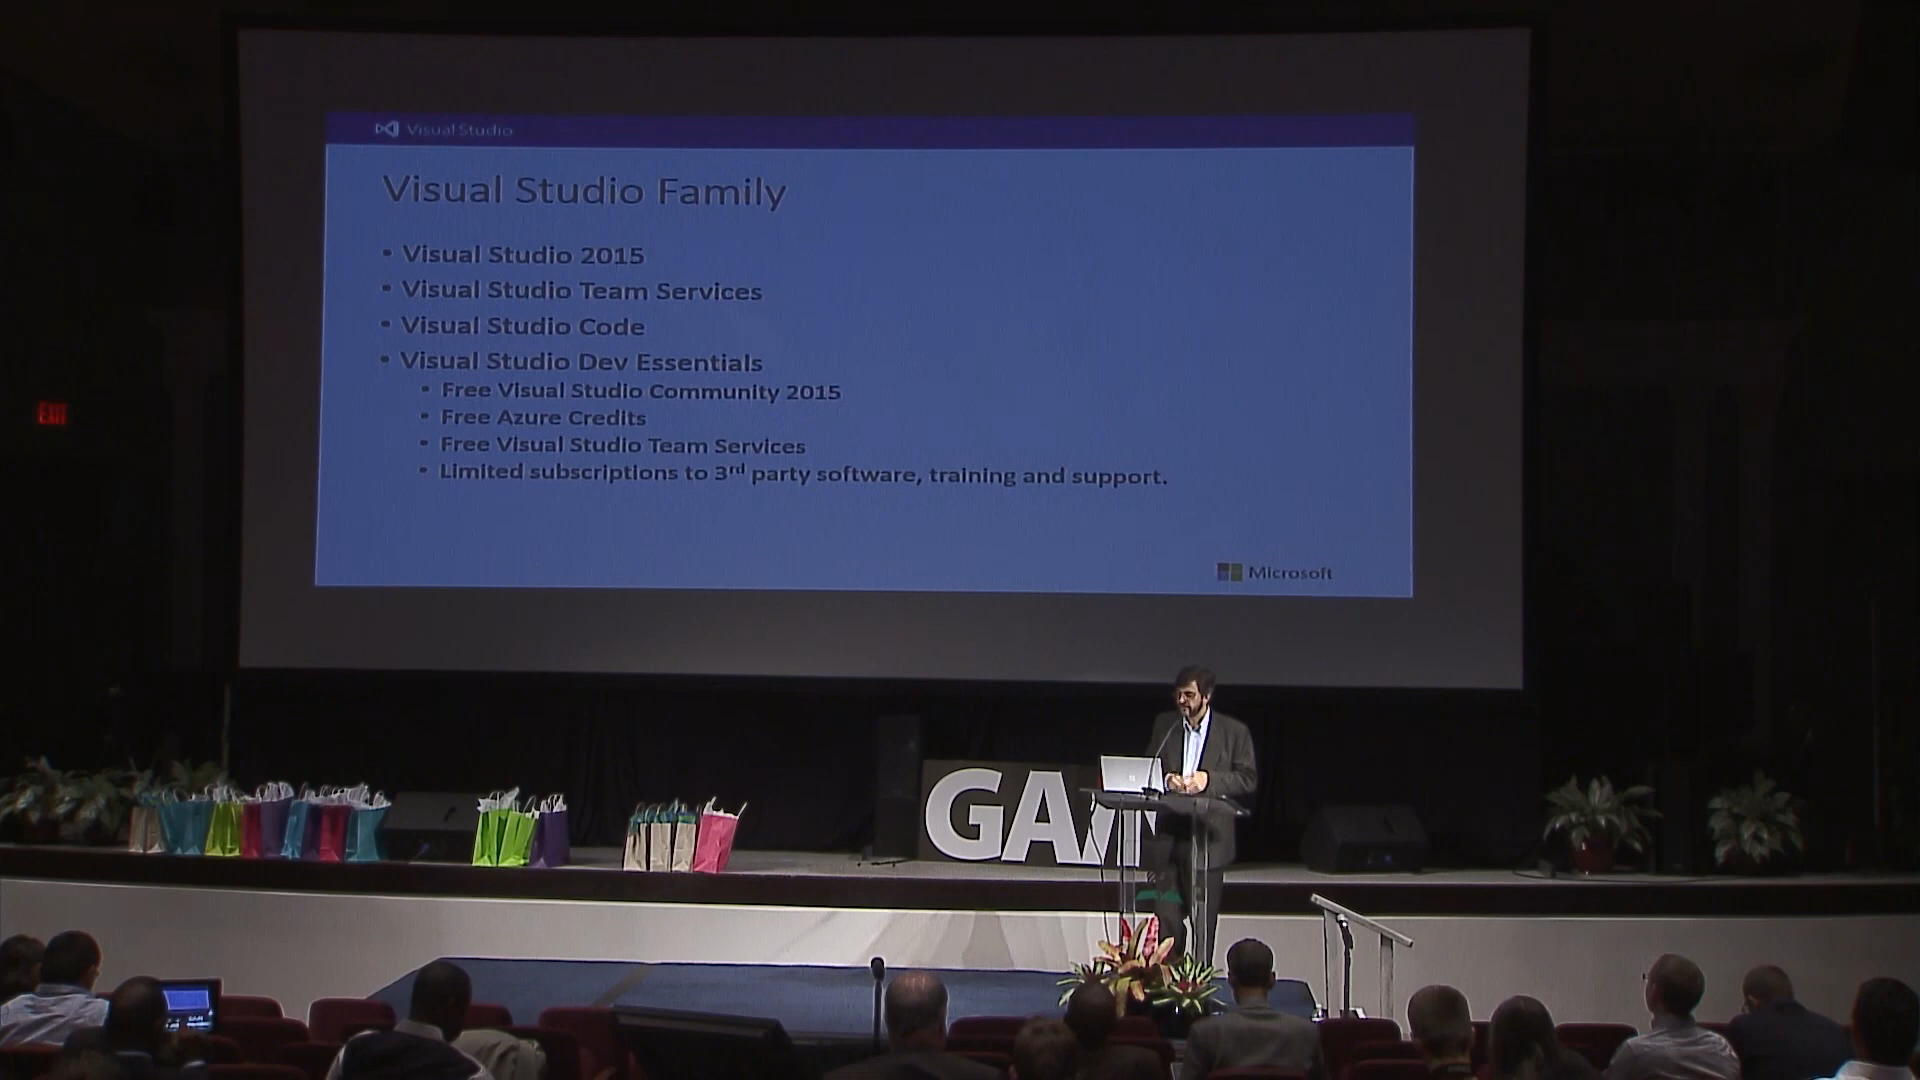 Visual Studio
Visual Studio Family
• Visual Studio 2015
• Visual Studio Team Services
• Visual Studio Code
• Visual Studio Dev Essentials
• Free Visual Studio Community 2015
• Free Azure Credits
• Free Visual Studio Team Services
• Limited subscriptions to 3rd party software, training and support.
Microsoft
EXIT